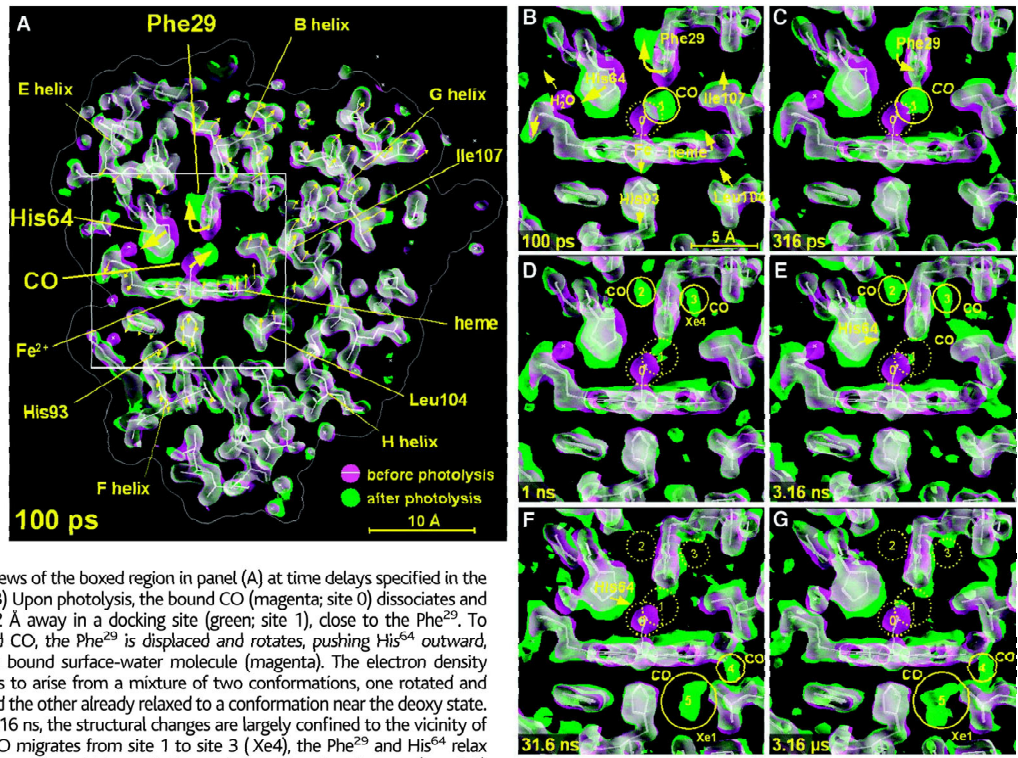 A
Phe29
B helix
E helix
G helix
Ile107
His64
CO
heme
Fe2+
Leu104
His93
H helix
F helix
before photolysis
after photolysis
100 ps
10 Å
B
Phe29
His64
H2O
CO
Ile107
0
1
Fe
heme
His93
Leu104
100 ps
5 Å
C
Phe29
CO
1
0
316 ps
D
CO 2
3 CO
Xe4
1
0
1 ns
E
CO 2
3 CO
His64
1
0
3.16 ns
F
2
3
His64
1
CO
4
CO
5
Xe1
31.6 ns
G
2
3
1
0
CO
4
CO
5
Xe1
3.16 µs
ews of the boxed region in panel (A) at time delays specified in the
B) Upon photolysis, the bound CO (magenta; site 0) dissociates and
2 Å away in a docking site (green; site 1), close to the Phe29. To
d CO, the Phe29 is displaced and rotates, pushing His64 outward,
bound surface-water molecule (magenta). The electron density
s to arise from a mixture of two conformations, one rotated and
d the other already relaxed to a conformation near the deoxy state.
16 ns, the structural changes are largely confined to the vicinity of
O migrates from site 1 to site 3 (Xe4), the Phe29 and His64 relax